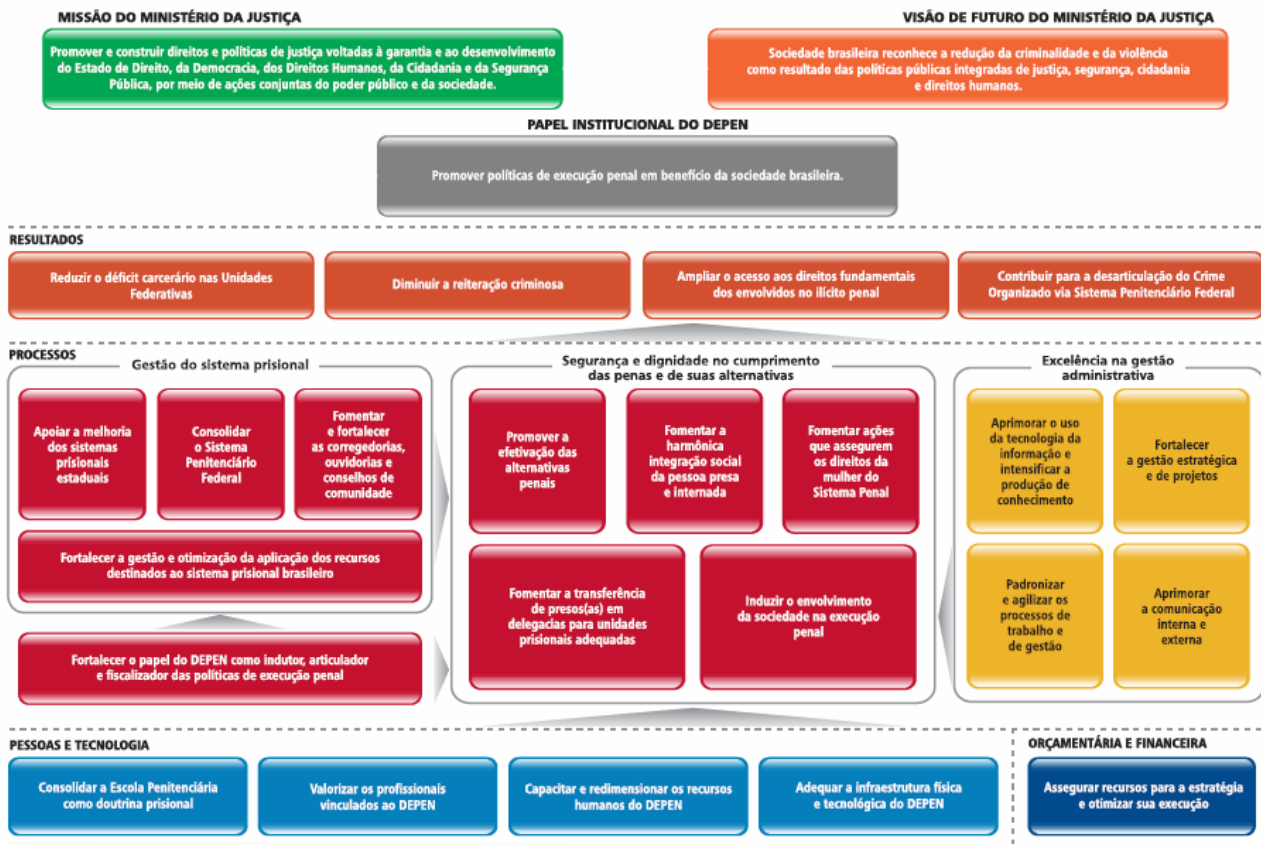 MISSÃO DO MINISTÉRIO DA JUSTIÇA
Promover e construir direitos e políticas de justiça voltadas à garantia e ao desenvolvimento
do Estado de Direito, da Democracia, dos Direitos Humanos, da Cidadania e da Segurança
Pública, por meio de ações conjuntas do poder público e da sociedade.
VISÃO DE FUTURO DO MINISTÉRIO DA JUSTIÇA
Sociedade brasileira reconhece a redução da criminalidade e da violência
como resultado das políticas públicas integradas de justiça, segurança, cidadania
e direitos humanos.
PAPEL INSTITUCIONAL DO DEPEN
Promover políticas de execução penal em benefício da sociedade brasileira.
RESULTADOS
Reduzir o déficit carcerário nas Unidades
Federativas
Diminuir a reiteração criminosa
Ampliar o acesso aos direitos fundamentais
dos envolvidos no ilícito penal
Contribuir para a desarticulação do Crime
Organizado via Sistema Penitenciário Federal
PROCESSOS
Gestão do sistema prisional
Apoiar a melhoria
dos sistemas
prisionais
estaduais
Consolidar
o Sistema
Penitenciário
Federal
Fomentar
e fortalecer
as corregedorias,
ouvidorias e
conselhos de
comunidade
Fortalecer a gestão e otimização da aplicação dos recursos
destinados ao sistema prisional brasileiro
Fortalecer o papel do DEPEN como indutor, articulador
e fiscalizador das políticas de execução penal
Segurança e dignidade no cumprimento
das penas e de suas alternativas
Promover a
efetivação das
alternativas
penais
Fomentar a
harmônica
integração social
da pessoa presa
e internada
Fomentar ações
que assegurem
os direitos da
mulher do
Sistema Penal
Fomentar a transferência
de presos(as) em
delegacias para unidades
prisionais adequadas
Induzir o envolvimento
da sociedade na execução
penal
Excelência na gestão
administrativa
Aprimorar o uso
da tecnologia da
informação e
intensificar a
produção de
conhecimento
Fortalecer
a gestão estratégica
e de projetos
Padronizar
e agilizar os
processos de
trabalho e
de gestão
Aprimorar
a comunicação
interna e
externa
PESSOAS E TECNOLOGIA
Consolidar a Escola Penitenciária
como doutrina prisional
Valorizar os profissionais
vinculados ao DEPEN
Capacitar e redimensionar os recursos
humanos do DEPEN
Adequar a infraestrutura física
e tecnológica do DEPEN
ORÇAMENTÁRIA E FINANCEIRA
Assegurar recursos para a estratégia
e otimizar sua execução